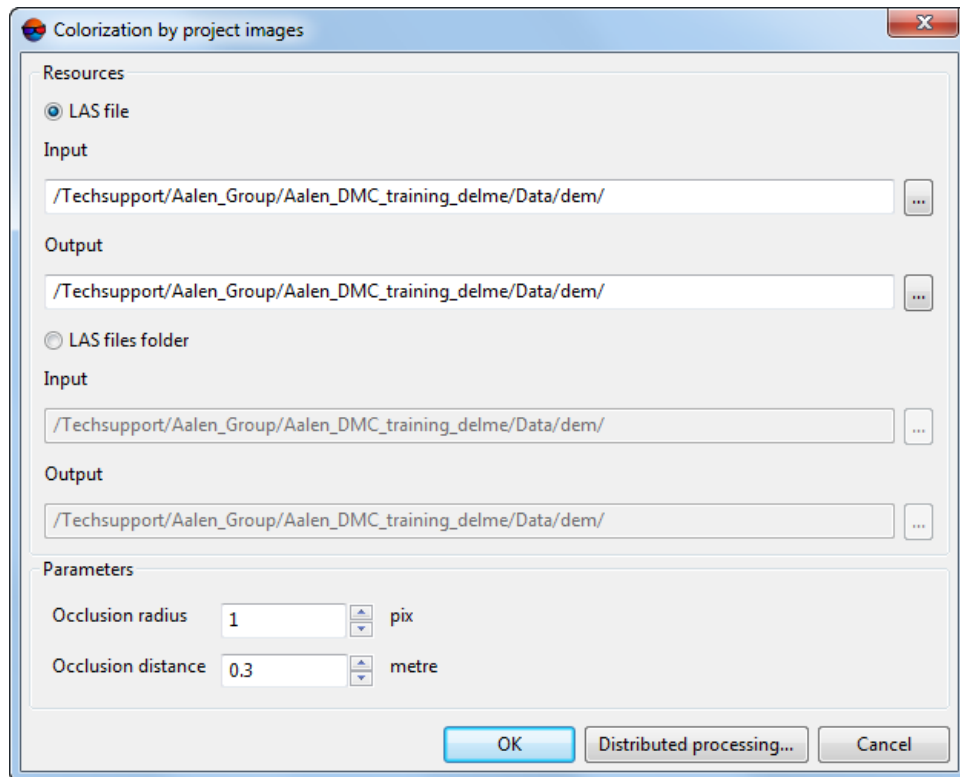 Colorization by project images
Resources
LAS file
Input
/Techsupport/Aalen_Group/Aalen_DMC_training_delme/Data/dem/
...
Output
/Techsupport/Aalen_Group/Aalen_DMC_training_delme/Data/dem/
...
LAS files folder
Input
/Techsupport/Aalen_Group/Aalen_DMC_training_delme/Data/dem/
...
Output
/Techsupport/Aalen_Group/Aalen_DMC_training_delme/Data/dem/
...
Parameters
Occlusion radius 1 pix
Occlusion distance 0.3 metre
OK Distributed processing... Cancel